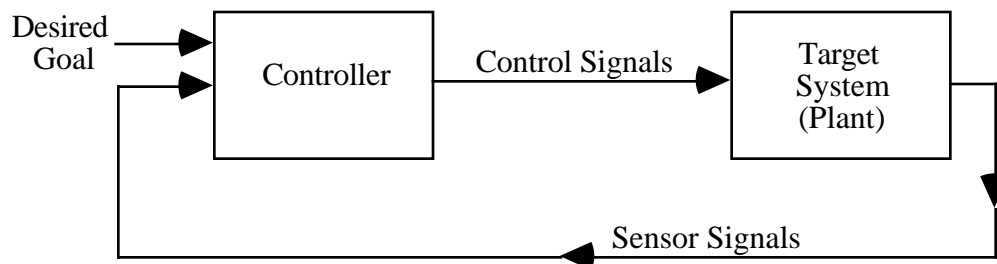 Desired
Goal
Controller
Control Signals
Target
System
(Plant)
Sensor Signals